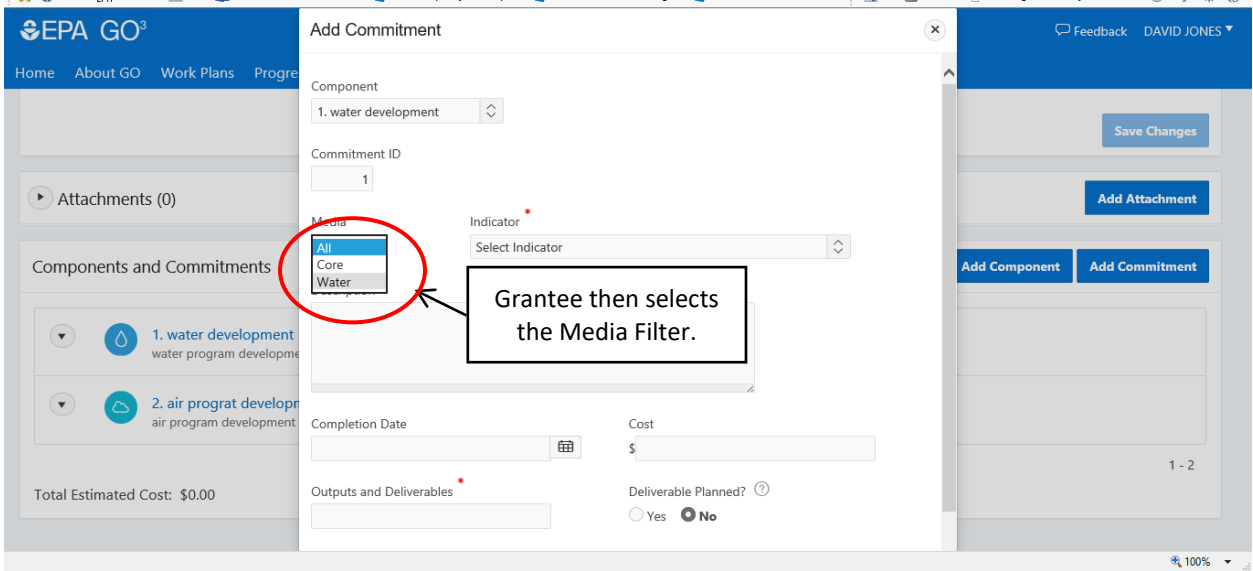 EPA GO³
Feedback DAVID JONES
Home About GO Work Plans Progre
Add Commitment
Component
1. water development
Save Changes
Commitment ID
1
Attachments (0)
Add Attachment
Media
Indicator *
All
Core
Water
Select Indicator
Components and Commitments
Add Component Add Commitment
Description
Grantee then selects
the Media Filter.
1. water development
water program developme
2. air prograt developn
air program development
Completion Date
Cost
$
1 - 2
Total Estimated Cost: $0.00
Outputs and Deliverables *
Deliverable Planned? ?
Yes No
100%